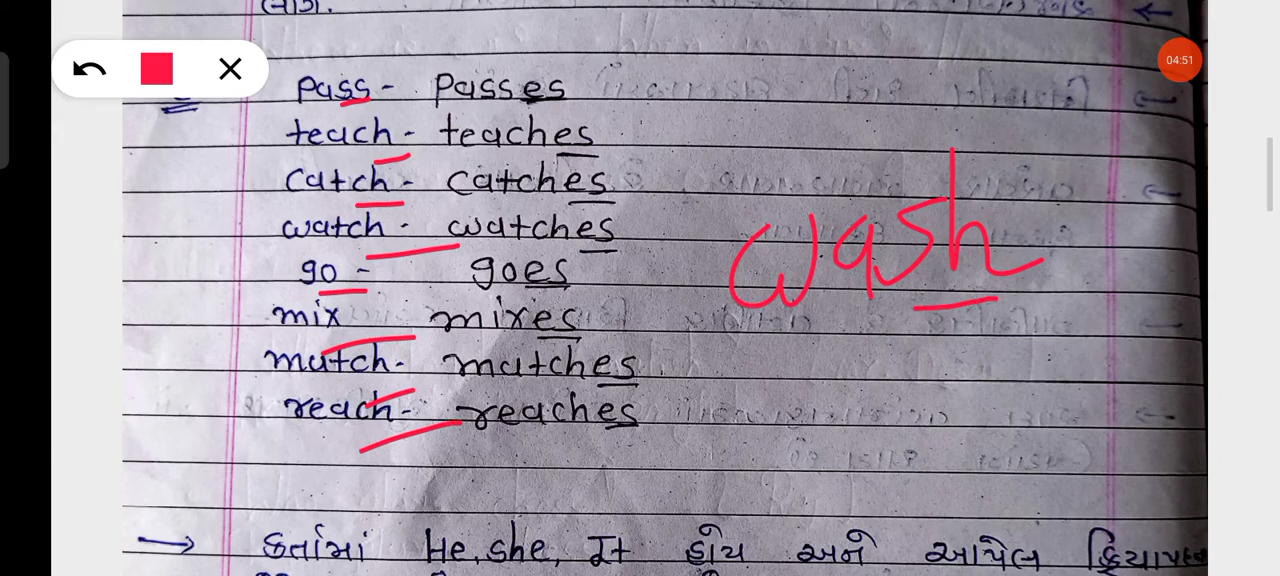 04:51
Pass - Passes
teach - teaches
catch - catches
watch - watches
go - goes
mix mixes
match - matches
reach - reaches
wash
→ કર્તામાં He, she, It હોય અને આપેલ ક્રિયાપદ